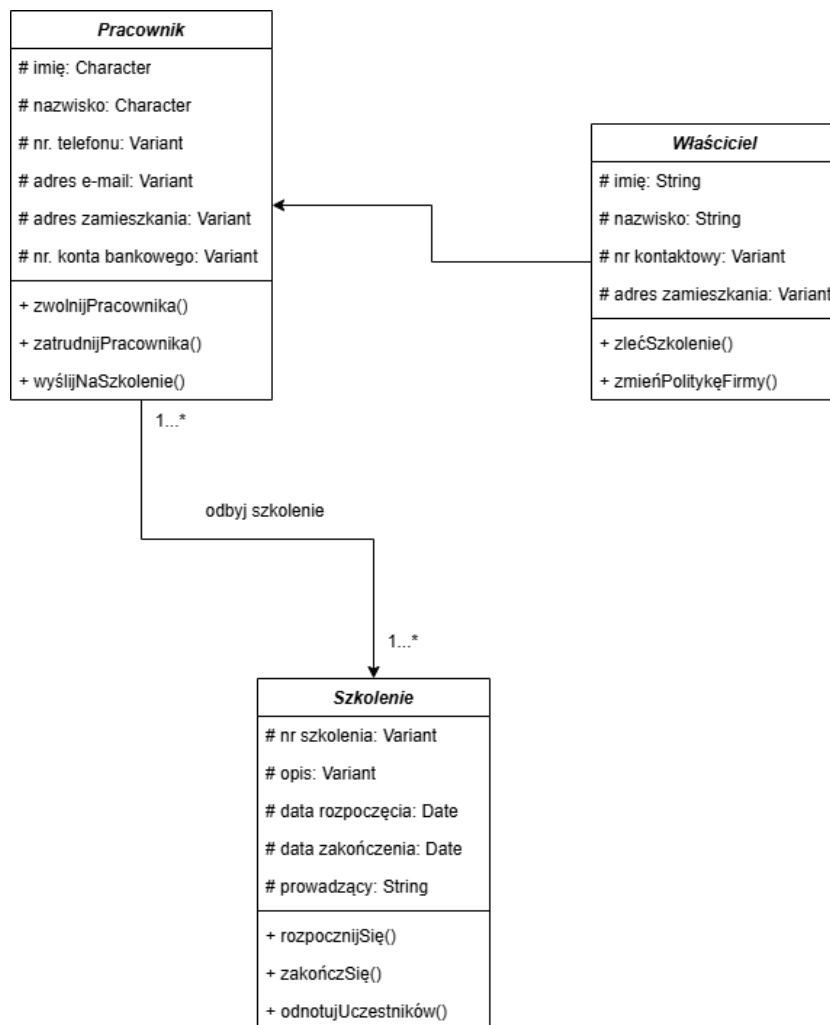 Pracownik
# imię: Character
# nazwisko: Character
# nr. telefonu: Variant
# adres e-mail: Variant
# adres zamieszkania: Variant
# nr. konta bankowego: Variant
+ zwolnijPracownika()
+ zatrudnijPracownika()
+ wyślijNaSzkolenie()
Właściciel
# imię: String
# nazwisko: String
# nr kontaktowy: Variant
# adres zamieszkania: Variant
+ zlećSzkolenie()
+ zmieńPolitykęFirmy()
1...*
odbyj szkolenie
1...*
Szkolenie
# nr szkolenia: Variant
# opis: Variant
# data rozpoczęcia: Date
# data zakończenia: Date
# prowadzący: String
+ rozpocznijSię()
+ zakończSię()
+ odnotujUczestników()